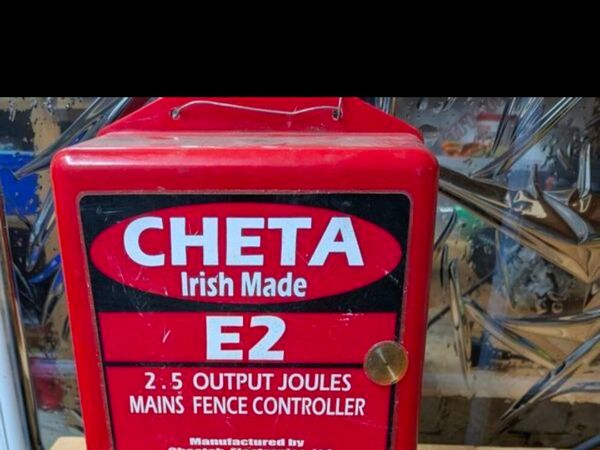 CHETA
Irish Made
E2
2.5 OUTPUT JOULES
MAINS FENCE CONTROLLER
Manufactured by